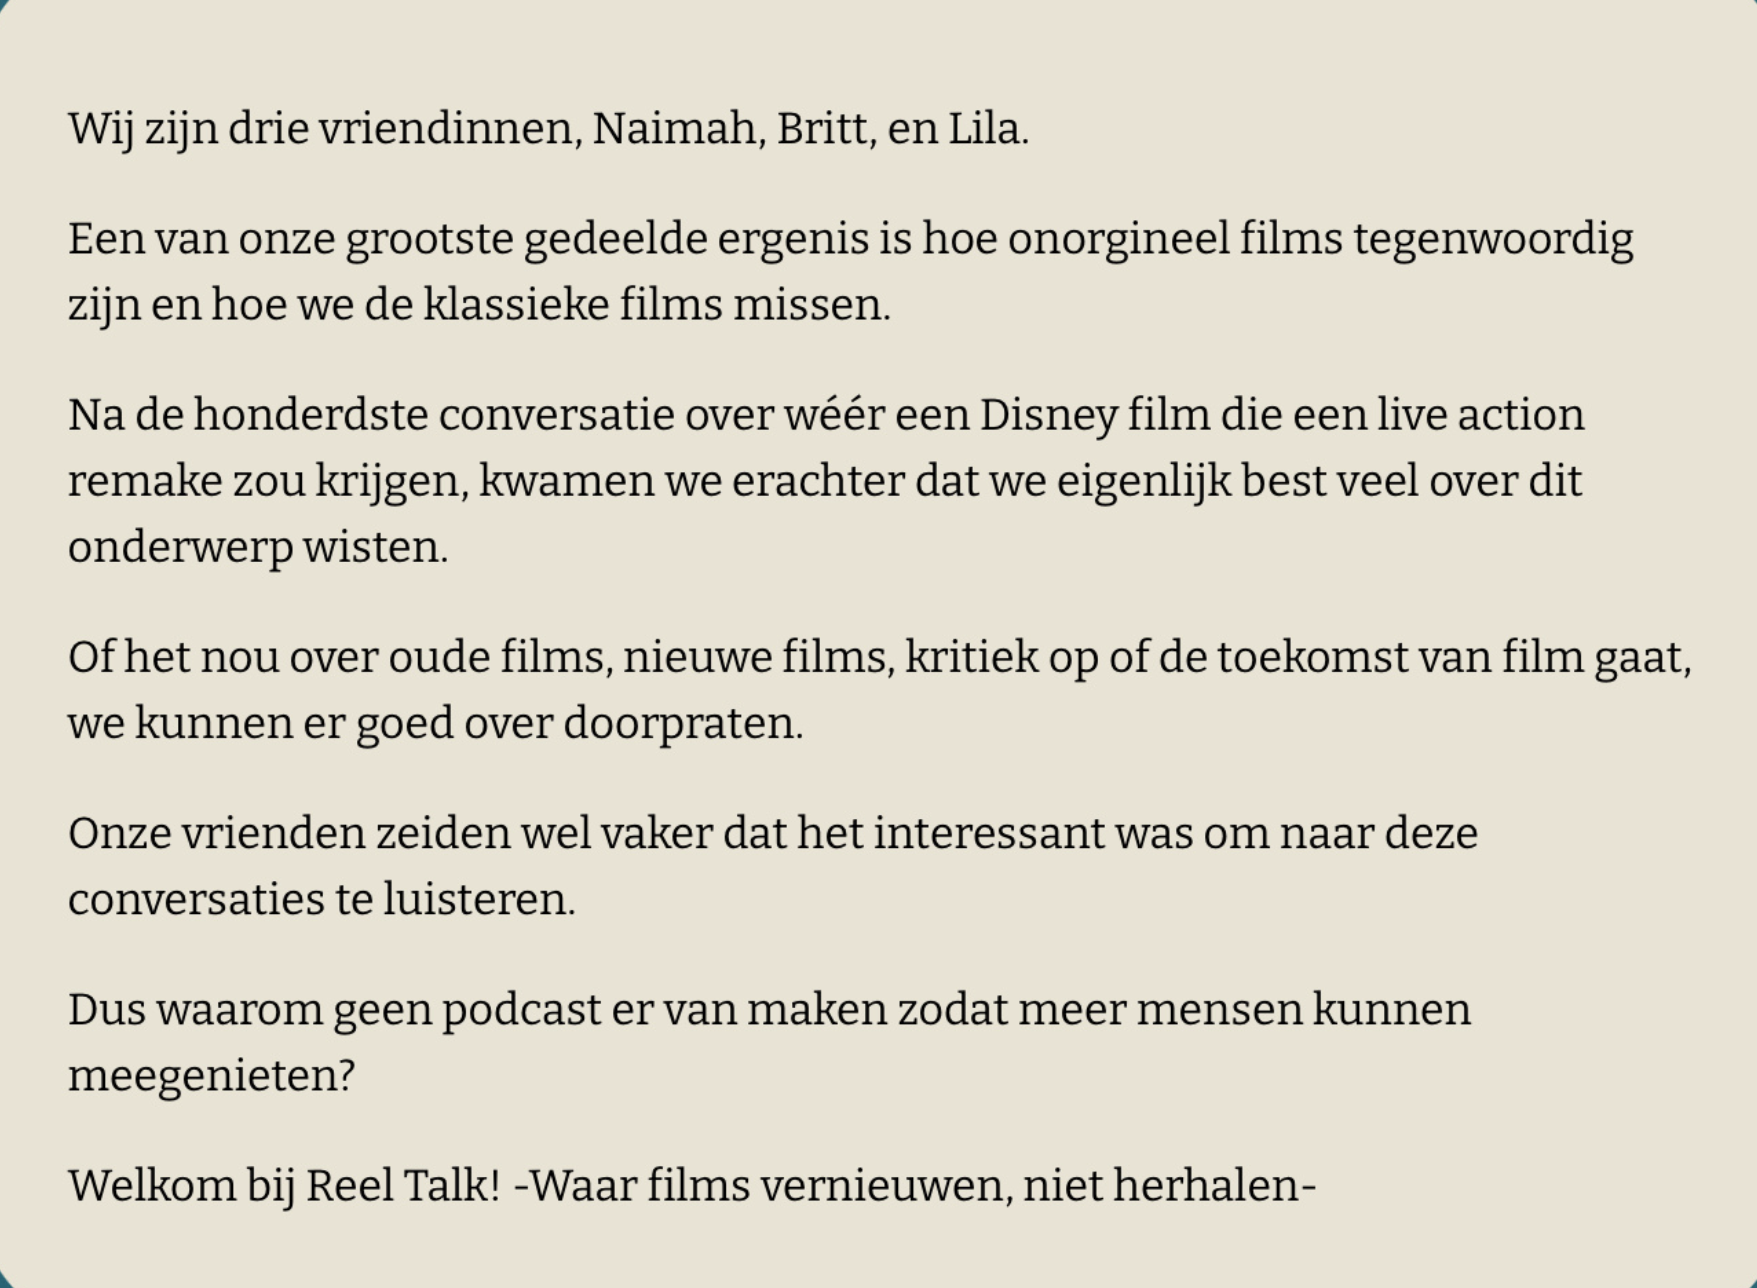 Wij zijn drie vriendinnen, Naimah, Britt, en Lila.
Een van onze grootste gedeelde ergenis is hoe onorgineel films tegenwoordig
zijn en hoe we de klassieke films missen.
Na de honderdste conversatie over wéér een Disney film die een live action
remake zou krijgen, kwamen we erachter dat we eigenlijk best veel over dit
onderwerp wisten.
Of het nou over oude films, nieuwe films, kritiek op of de toekomst van film gaat,
we kunnen er goed over doorpraten.
Onze vrienden zeiden wel vaker dat het interessant was om naar deze
conversaties te luisteren.
Dus waarom geen podcast er van maken zodat meer mensen kunnen
meegenieten?
Welkom bij Reel Talk! -Waar films vernieuwen, niet herhalen-